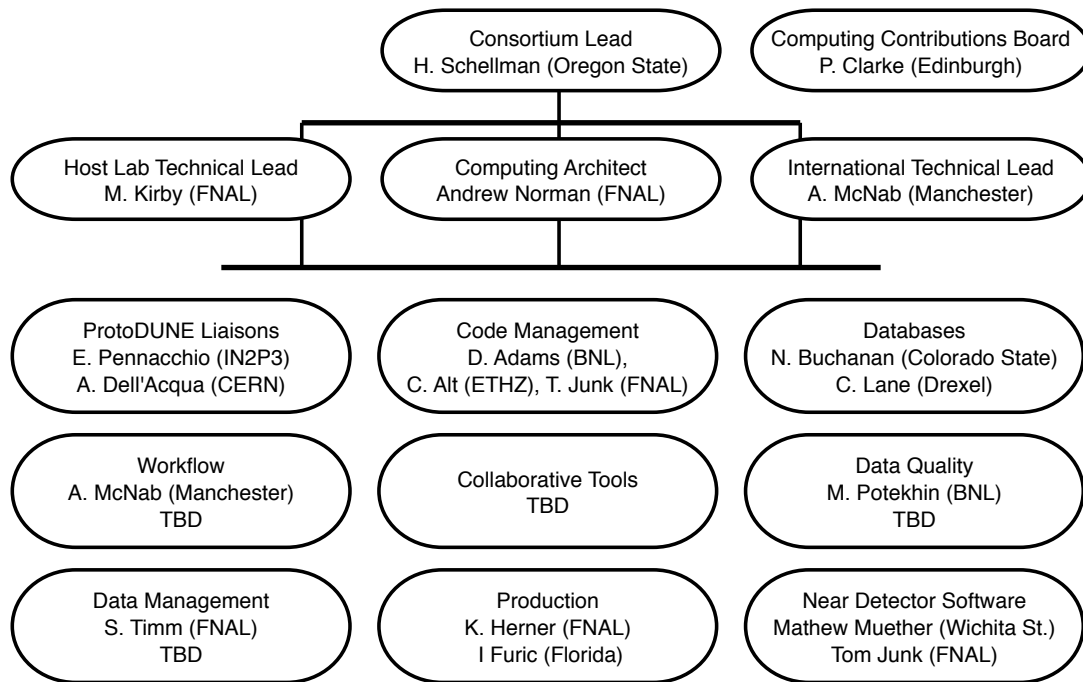 Consortium Lead
H. Schellman (Oregon State)
Computing Contributions Board
P. Clarke (Edinburgh)
Host Lab Technical Lead
M. Kirby (FNAL)
Computing Architect
Andrew Norman (FNAL)
International Technical Lead
A. McNab (Manchester)
ProtoDUNE Liaisons
E. Pennacchio (IN2P3)
A. Dell'Acqua (CERN)
Code Management
D. Adams (BNL),
C. Alt (ETHZ), T. Junk (FNAL)
Databases
N. Buchanan (Colorado State)
C. Lane (Drexel)
Workflow
A. McNab (Manchester)
TBD
Collaborative Tools
TBD
Data Quality
M. Potekhin (BNL)
TBD
Data Management
S. Timm (FNAL)
TBD
Production
K. Herner (FNAL)
I Furic (Florida)
Near Detector Software
Mathew Muether (Wichita St.)
Tom Junk (FNAL)